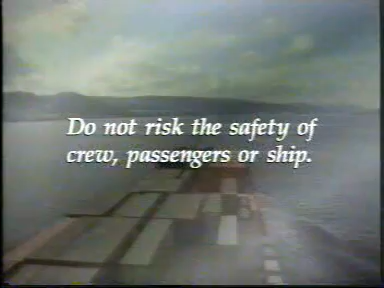 Do not risk the safety of
crew, passengers or ship.